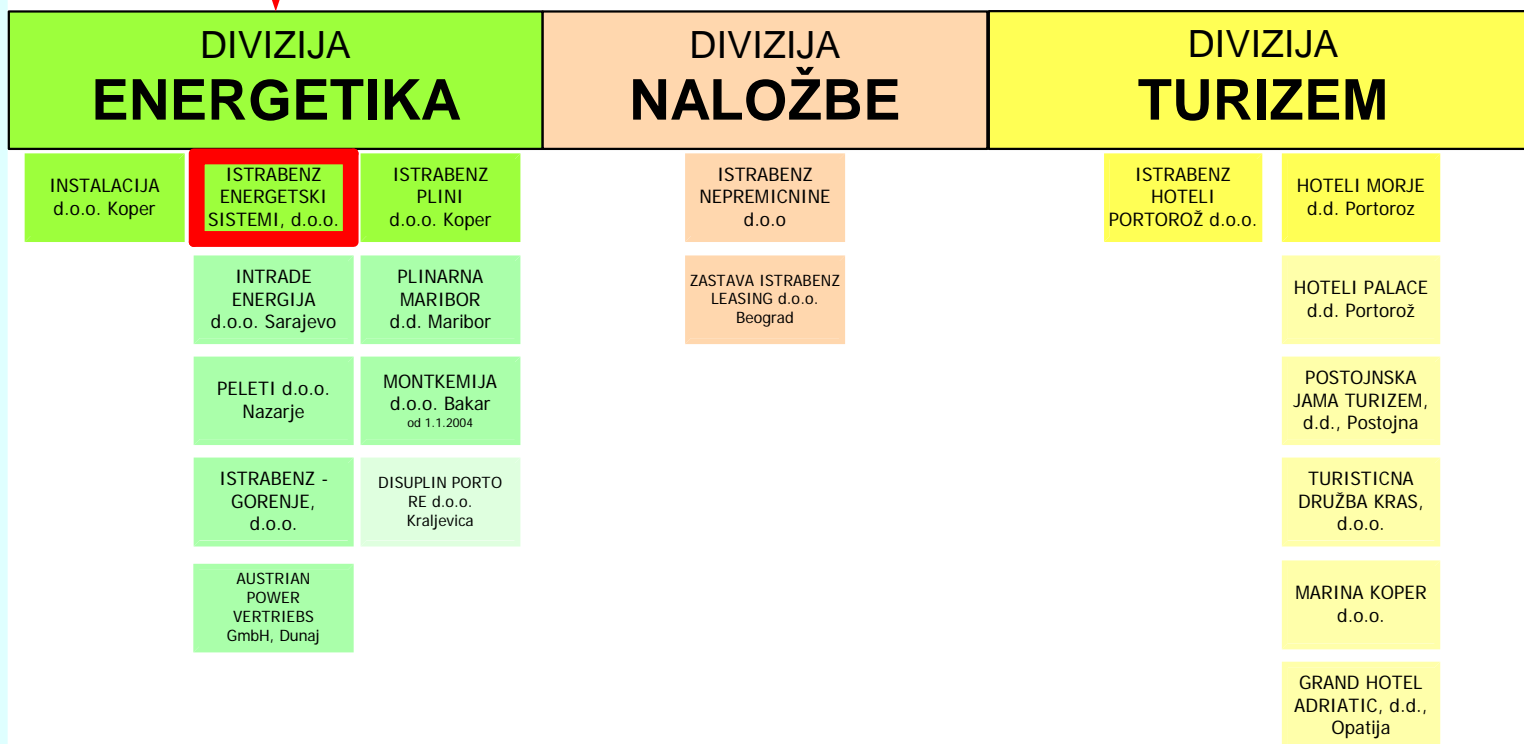 DIVIZIJA
ENERGETIKA
DIVIZIJA
NALOŽBE
DIVIZIJA
TURIZEM
INSTALACIJA
d.o.o. Koper
ISTRABENZ
ENERGETSKI
SISTEMI, d.o.o.
ISTRABENZ
PLINI
d.o.o. Koper
ISTRABENZ
NEPREMICNINE
d.o.o
ISTRABENZ
HOTELI
PORTOROŽ d.o.o.
HOTELI MORJE
d.d. Portoroz
INTRADE
ENERGIJA
d.o.o. Sarajevo
PLINARNA
MARIBOR
d.d. Maribor
ZASTAVA ISTRABENZ
LEASING d.o.o.
Beograd
HOTELI PALACE
d.d. Portorož
PELETI d.o.o.
Nazarje
MONTKEMIJA
d.o.o. Bakar
od 1.1.2004
POSTOJNSKA
JAMA TURIZEM,
d.d., Postojna
ISTRABENZ -
GORENJE,
d.o.o.
DISUPLIN PORTO
RE d.o.o.
Kraljevica
TURISTICNA
DRUŽBA KRAS,
d.o.o.
AUSTRIAN
POWER
VERTRIEBS
GmbH, Dunaj
MARINA KOPER
d.o.o.
GRAND HOTEL
ADRIATIC, d.d.,
Opatija